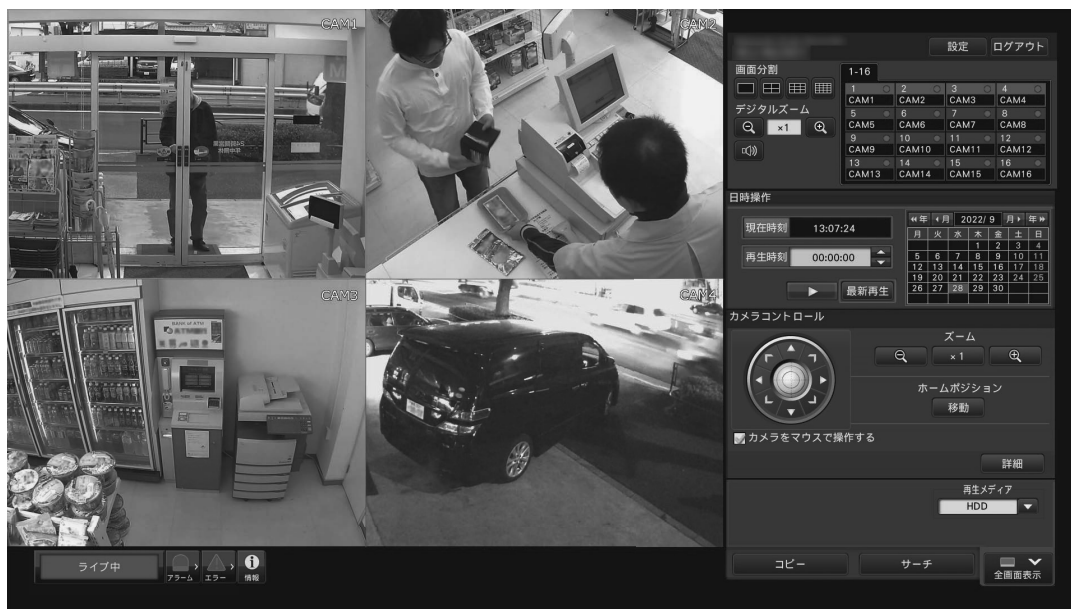 CAM1
CAM2
CAM3
CAM4
BANK of ATM
設定
ログアウト
画面分割
デジタルズーム
×1
1-16
1 2 3 4
CAM1 CAM2 CAM3 CAM4
5 6 7 8
CAM5 CAM6 CAM7 CAM8
9 10 11 12
CAM9 CAM10 CAM11 CAM12
13 14 15 16
CAM13 CAM14 CAM15 CAM16
日時操作
現在時刻 13:07:24
再生時刻 00:00:00
最新再生
年 月 2022/ 9 月 年
月 火 水 木 金 土 日
1 2 3 4
5 6 7 8 9 10 11
12 13 14 15 16 17 18
19 20 21 22 23 24 25
26 27 28 29 30
カメラコントロール
ズーム
×1
ホームポジション
移動
カメラをマウスで操作する
詳細
再生メディア
HDD
コピー
サーチ
全画面表示
ライブ中
アラーム
エラー
情報